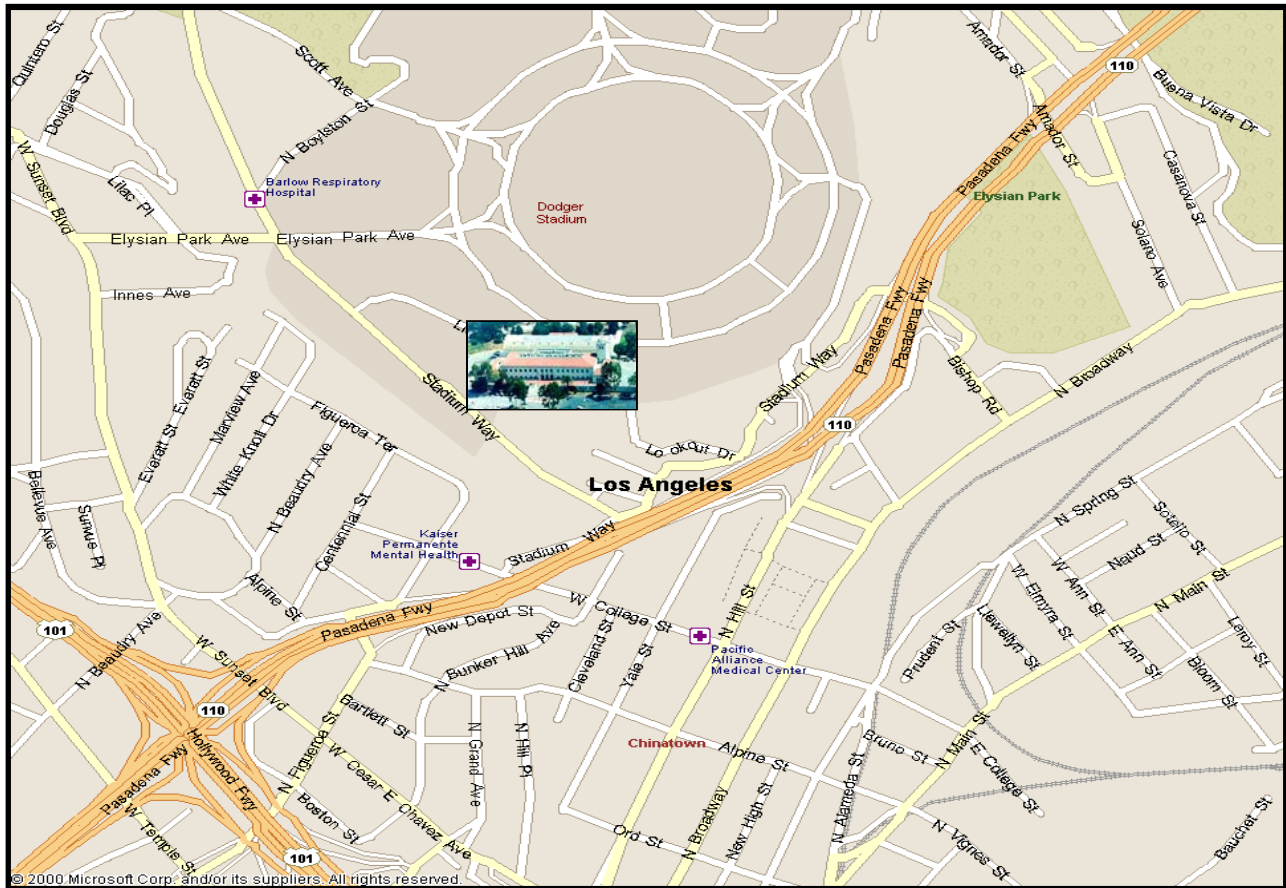 Quintero St
Douglas St
Scott Ave
St
N Boylston
W Sunset Blvd
Lilac Pl
Barlow Respiratory
Hospital
Elysian Park Ave
Elysian Park Ave
Innes Ave
Dodger
Stadium
Amador St
110
Buena Vista Dr
Pasadena Fwy
Amador St
Casanova St
Elysian Park
Solano Ave
Pasadena Fwy
Pasadena Fwy
Stadium Way
Bishop Rd
N Broadway
110
Lookout Dr
Los Angeles
Stadium Way
Everett St
Everett St
Marview Ave
White Knoll Dr
Figueroa Ter
N Beaudry Ave
Centennial St
Bellevue Ave
Sunvue Pl
Alpine St
Kaiser
Permanente
Mental Health
Stadium Way
N Spring St
Sotello St
Naud St
W Ann St
W Elmyra St
N Main St
Leroy St
Llewellyn St
E Ann St
Bloom St
Prudent St
101
N Beaudry Ave
Pasadena Fwy
New Depot St
W College St
N Hill St
Pacific
Alliance
Medical Center
N Bunker Hill Ave
Cleveland St
Yale St
W Sunset Blvd
110
Bartlett St
Hollywood Fwy
Pasadena Fwy
N Figueroa St
N Grand Ave
N Hill Pl
Chinatown
Alpine St
Bruno St
N Main St
E College St
W Cesar E Chavez Ave
Boston St
W Temple St
101
Ord St
N Broadway
New High St
N Alameda St
N Vignes St
Bauchet St
© 2000 Microsoft Corp. and/or its suppliers. All rights reserved.